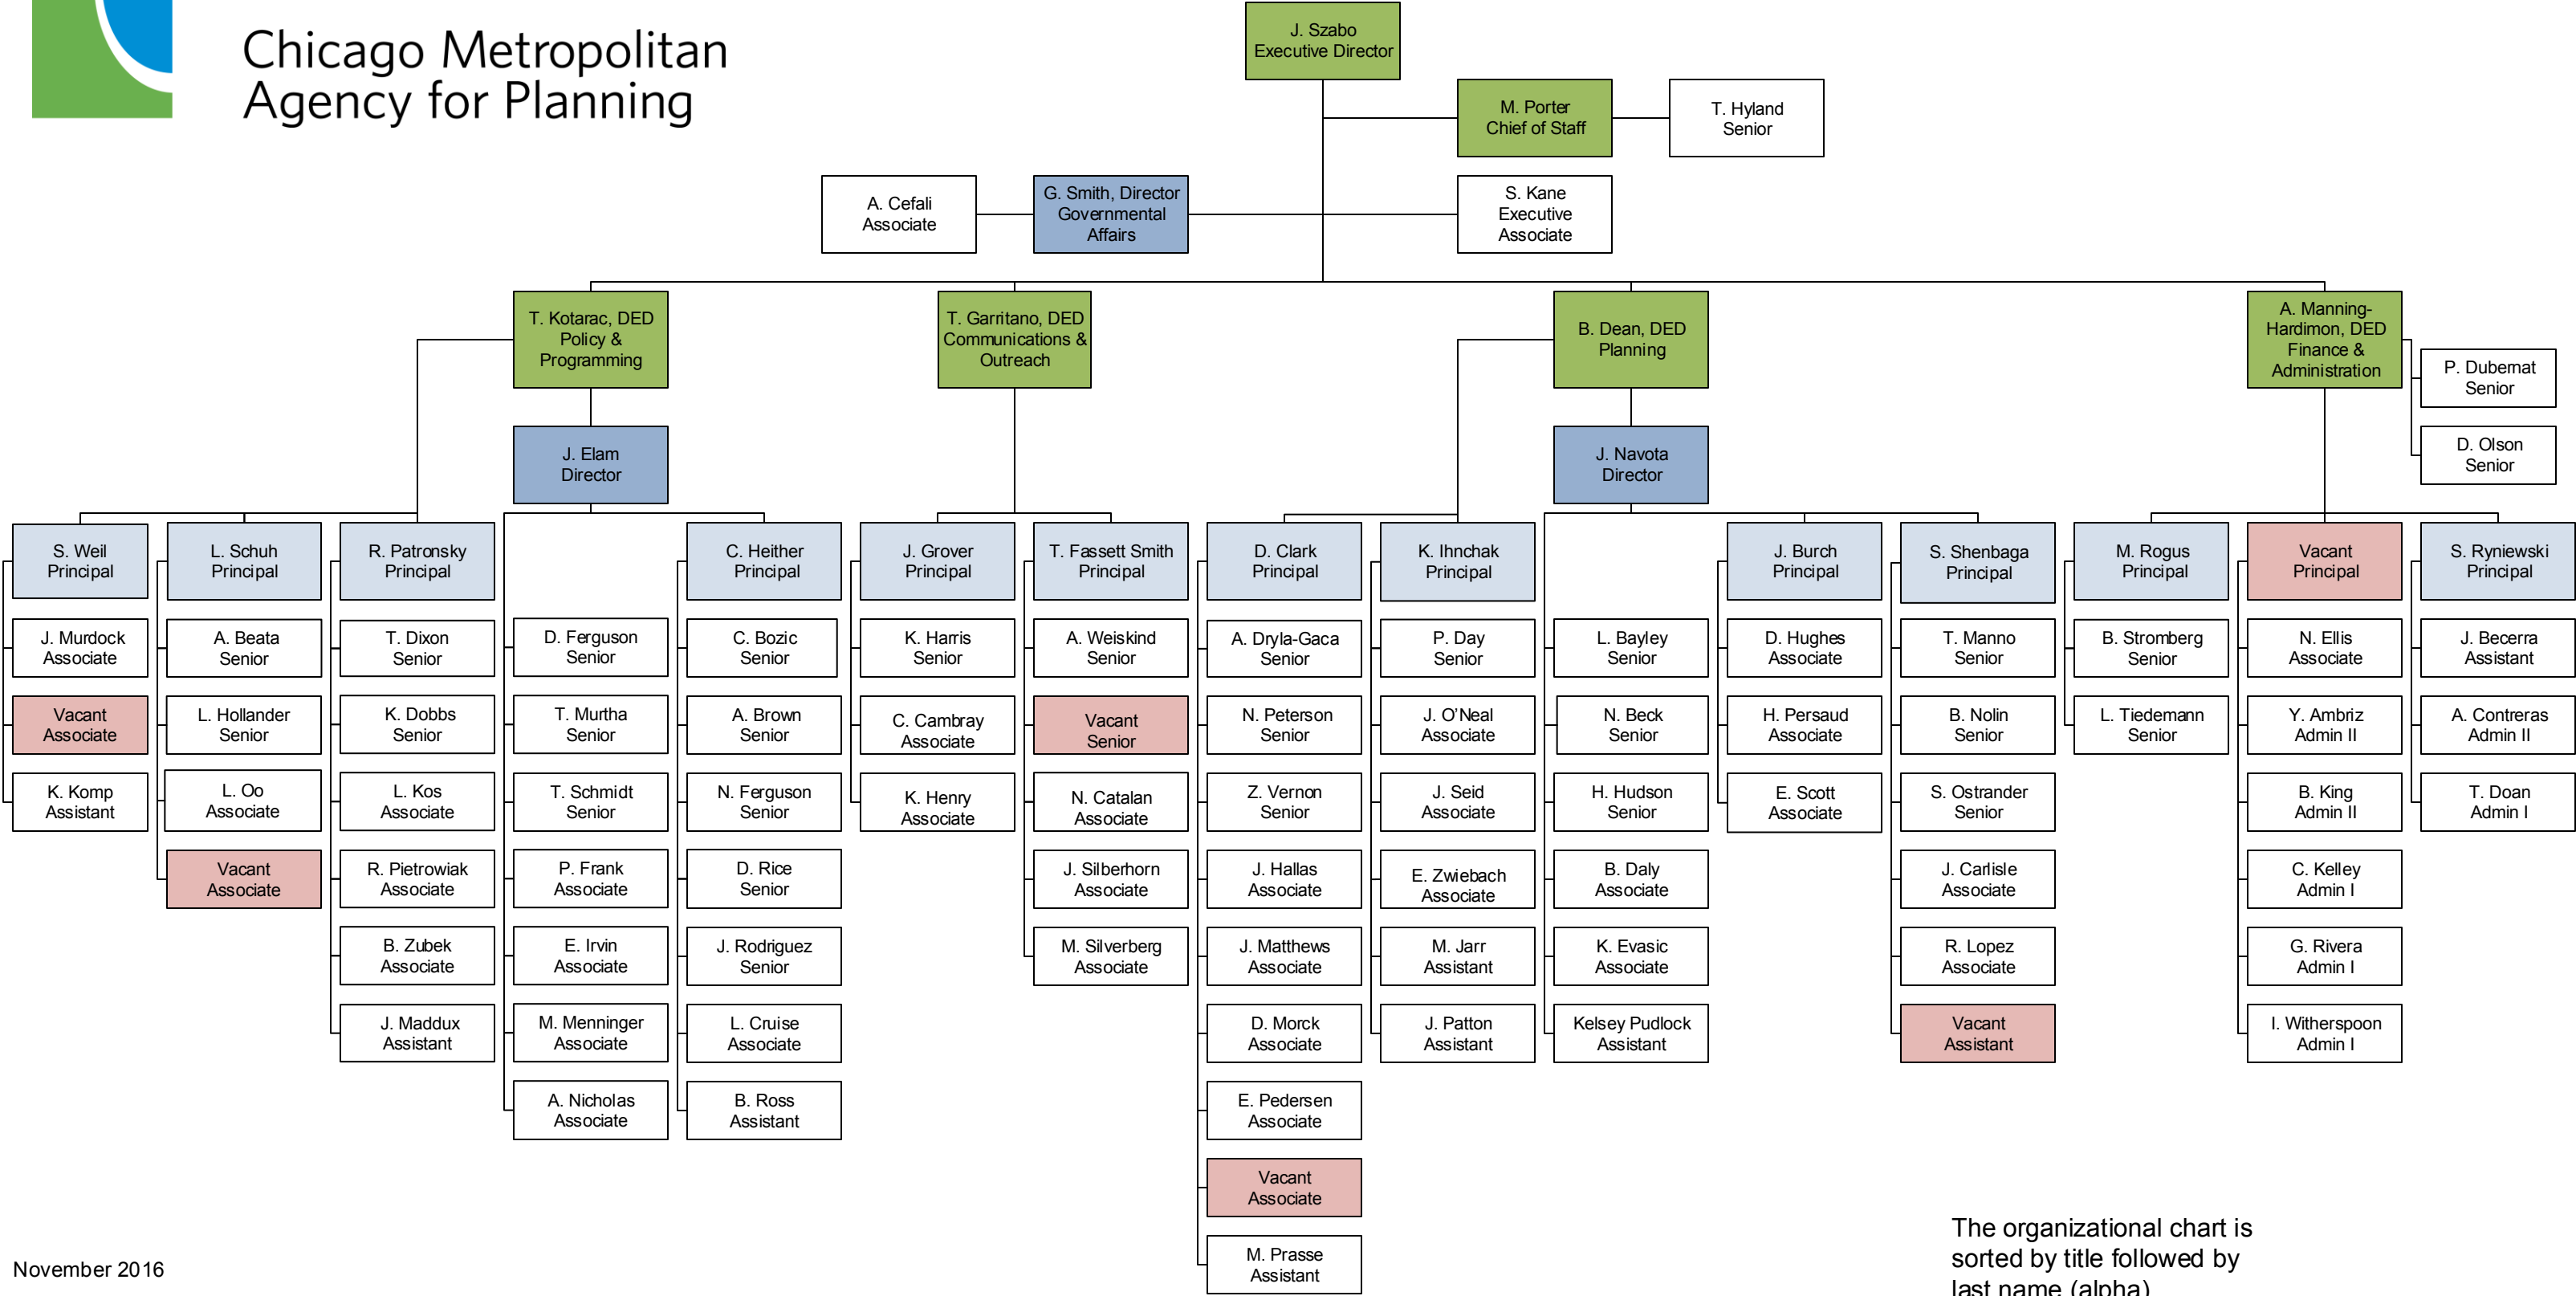 Chicago Metropolitan
Agency for Planning
J. Szabo
Executive Director
M. Porter
Chief of Staff
T. Hyland
Senior
A. Cefali
Associate
G. Smith, Director
Governmental
Affairs
S. Kane
Executive
Associate
T. Kotarac, DED
Policy &
Programming
T. Garritano, DED
Communications &
Outreach
B. Dean, DED
Planning
A. Manning-
Hardimon, DED
Finance &
Administration
P. Dubernat
Senior
D. Olson
Senior
J. Elam
Director
J. Navota
Director
S. Weil
Principal
J. Murdock
Associate
Vacant
Associate
K. Komp
Assistant
L. Schuh
Principal
A. Beata
Senior
L. Hollander
Senior
L. Oo
Associate
Vacant
Associate
R. Patronsky
Principal
T. Dixon
Senior
K. Dobbs
Senior
L. Kos
Associate
R. Pietrowiak
Associate
B. Zubek
Associate
J. Maddux
Assistant
D. Ferguson
Senior
T. Murtha
Senior
T. Schmidt
Senior
P. Frank
Associate
E. Irvin
Associate
M. Menninger
Associate
A. Nicholas
Associate
C. Heither
Principal
C. Bozic
Senior
A. Brown
Senior
N. Ferguson
Senior
D. Rice
Senior
J. Rodriguez
Senior
L. Cruise
Associate
B. Ross
Assistant
J. Grover
Principal
K. Harris
Senior
C. Cambray
Associate
K. Henry
Associate
T. Fassett Smith
Principal
A. Weiskind
Senior
Vacant
Senior
N. Catalan
Associate
J. Silberhorn
Associate
M. Silverberg
Associate
D. Clark
Principal
A. Dryla-Gaca
Senior
N. Peterson
Senior
Z. Vernon
Senior
J. Hallas
Associate
J. Matthews
Associate
D. Morck
Associate
E. Pedersen
Associate
Vacant
Associate
M. Prasse
Assistant
K. Ihnchak
Principal
P. Day
Senior
J. O’Neal
Associate
J. Seid
Associate
E. Zwiebach
Associate
M. Jarr
Assistant
J. Patton
Assistant
L. Bayley
Senior
N. Beck
Senior
H. Hudson
Senior
B. Daly
Associate
K. Evasic
Associate
Kelsey Pudlock
Assistant
J. Burch
Principal
D. Hughes
Associate
H. Persaud
Associate
E. Scott
Associate
S. Shenbaga
Principal
T. Manno
Senior
B. Nolin
Senior
S. Ostrander
Senior
J. Carlisle
Associate
R. Lopez
Associate
Vacant
Assistant
M. Rogus
Principal
B. Stromberg
Senior
L. Tiedemann
Senior
Vacant
Principal
N. Ellis
Associate
Y. Ambriz
Admin II
B. King
Admin II
C. Kelley
Admin I
G. Rivera
Admin I
I. Witherspoon
Admin I
S. Ryniewski
Principal
J. Becerra
Assistant
A. Contreras
Admin II
T. Doan
Admin I
November 2016
The organizational chart is
sorted by title followed by
last name (alpha)